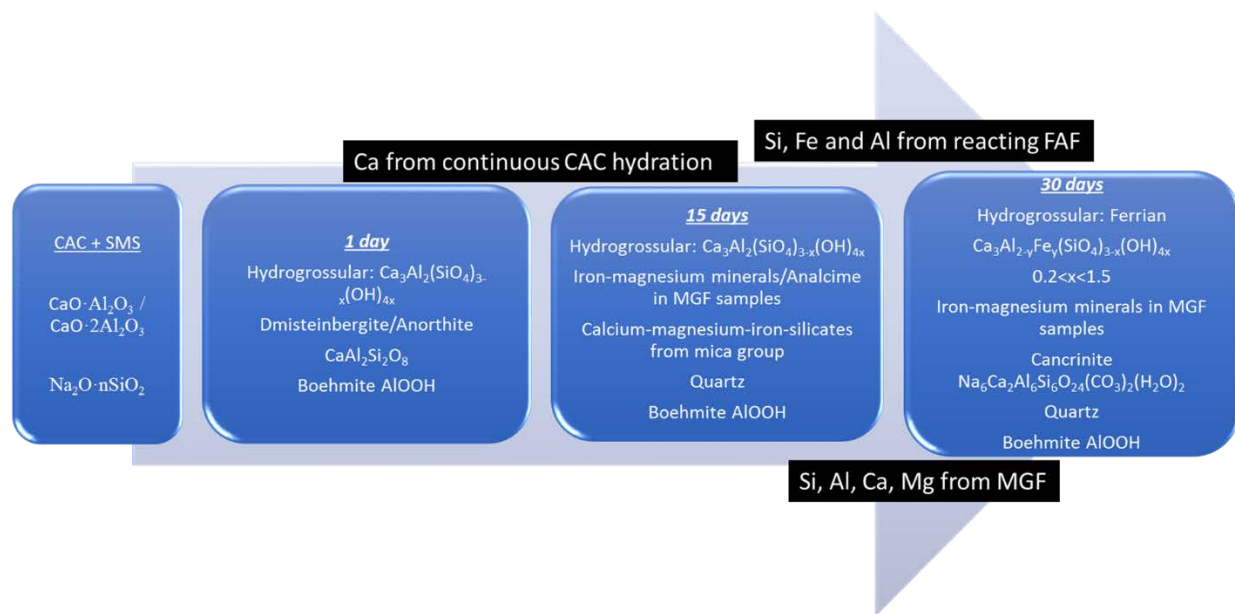 Si, Fe and Al from reacting FAF
Ca from continuous CAC hydration
CAC + SMS
CaO·Al₂O₃ /
CaO·2Al₂O₃
Na₂O·nSiO₂
1 day
Hydrogrossular: Ca₃Al₂(SiO₄)₃₋
ₓ(OH)₄ₓ
Dmisteinbergite/Anorthite
CaAl₂Si₂O₈
Boehmite AlOOH
15 days
Hydrogrossular: Ca₃Al₂(SiO₄)₃₋ₓ(OH)₄ₓ
Iron-magnesium minerals/Analcime
in MGF samples
Calcium-magnesium-iron-silicates
from mica group
Quartz
Boehmite AlOOH
30 days
Hydrogrossular: Ferrian
Ca₃Al₂₋yFey(SiO₄)₃₋ₓ(OH)₄ₓ
0.2<x<1.5
Iron-magnesium minerals in MGF
samples
Cancrinite
Na₆Ca₂Al₆Si₆O₂₄(CO₃)₂(H₂O)₂
Quartz
Boehmite AlOOH
Si, Al, Ca, Mg from MGF